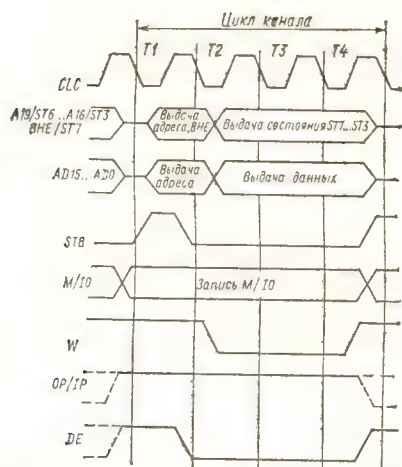 Цикл канала
T1 T2 T3 T4
CLC
A19/ST6...A16/ST3
BHE/ST7
Выдача
адреса, BHE
Выдача состояния ST7...ST3
AD15...AD0
Выдача
адреса
Выдача данных
STB
M/IO
Запись M/IO
W
OP/IP
DE